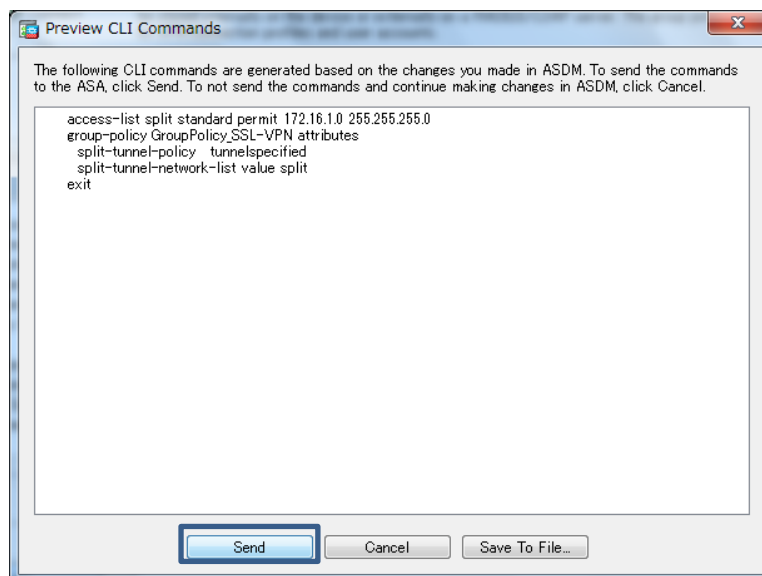 Preview CLI Commands
The following CLI commands are generated based on the changes you made in ASDM. To send the commands
to the ASA, click Send. To not send the commands and continue making changes in ASDM, click Cancel.
access-list split standard permit 172.16.1.0 255.255.255.0
group-policy GroupPolicy_SSL-VPN attributes
split-tunnel-policy tunnelspecified
split-tunnel-network-list value split
exit
Send Cancel Save To File...